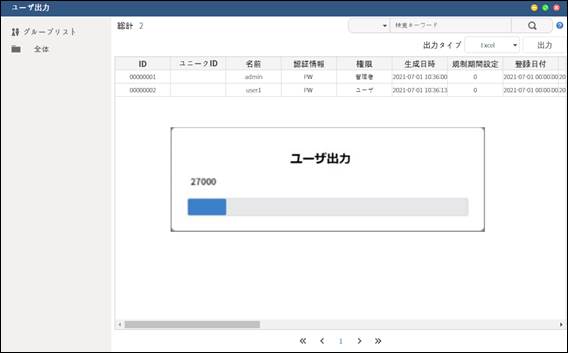 ユーザ出力
グループリスト
全体
総計 2
検索キーワード
出力タイプ Excel 出力
ID ユニークID 名前 認証情報 権限 生成日時 規制期間設定 登録日付
00000001 admin PW 管理者 2021-07-01 10:36:00 0 2021-07-01 00:00:00 20
00000002 user1 PW ユーザ 2021-07-01 10:36:13 0 2021-07-01 00:00:00 20
ユーザ出力
27000
1